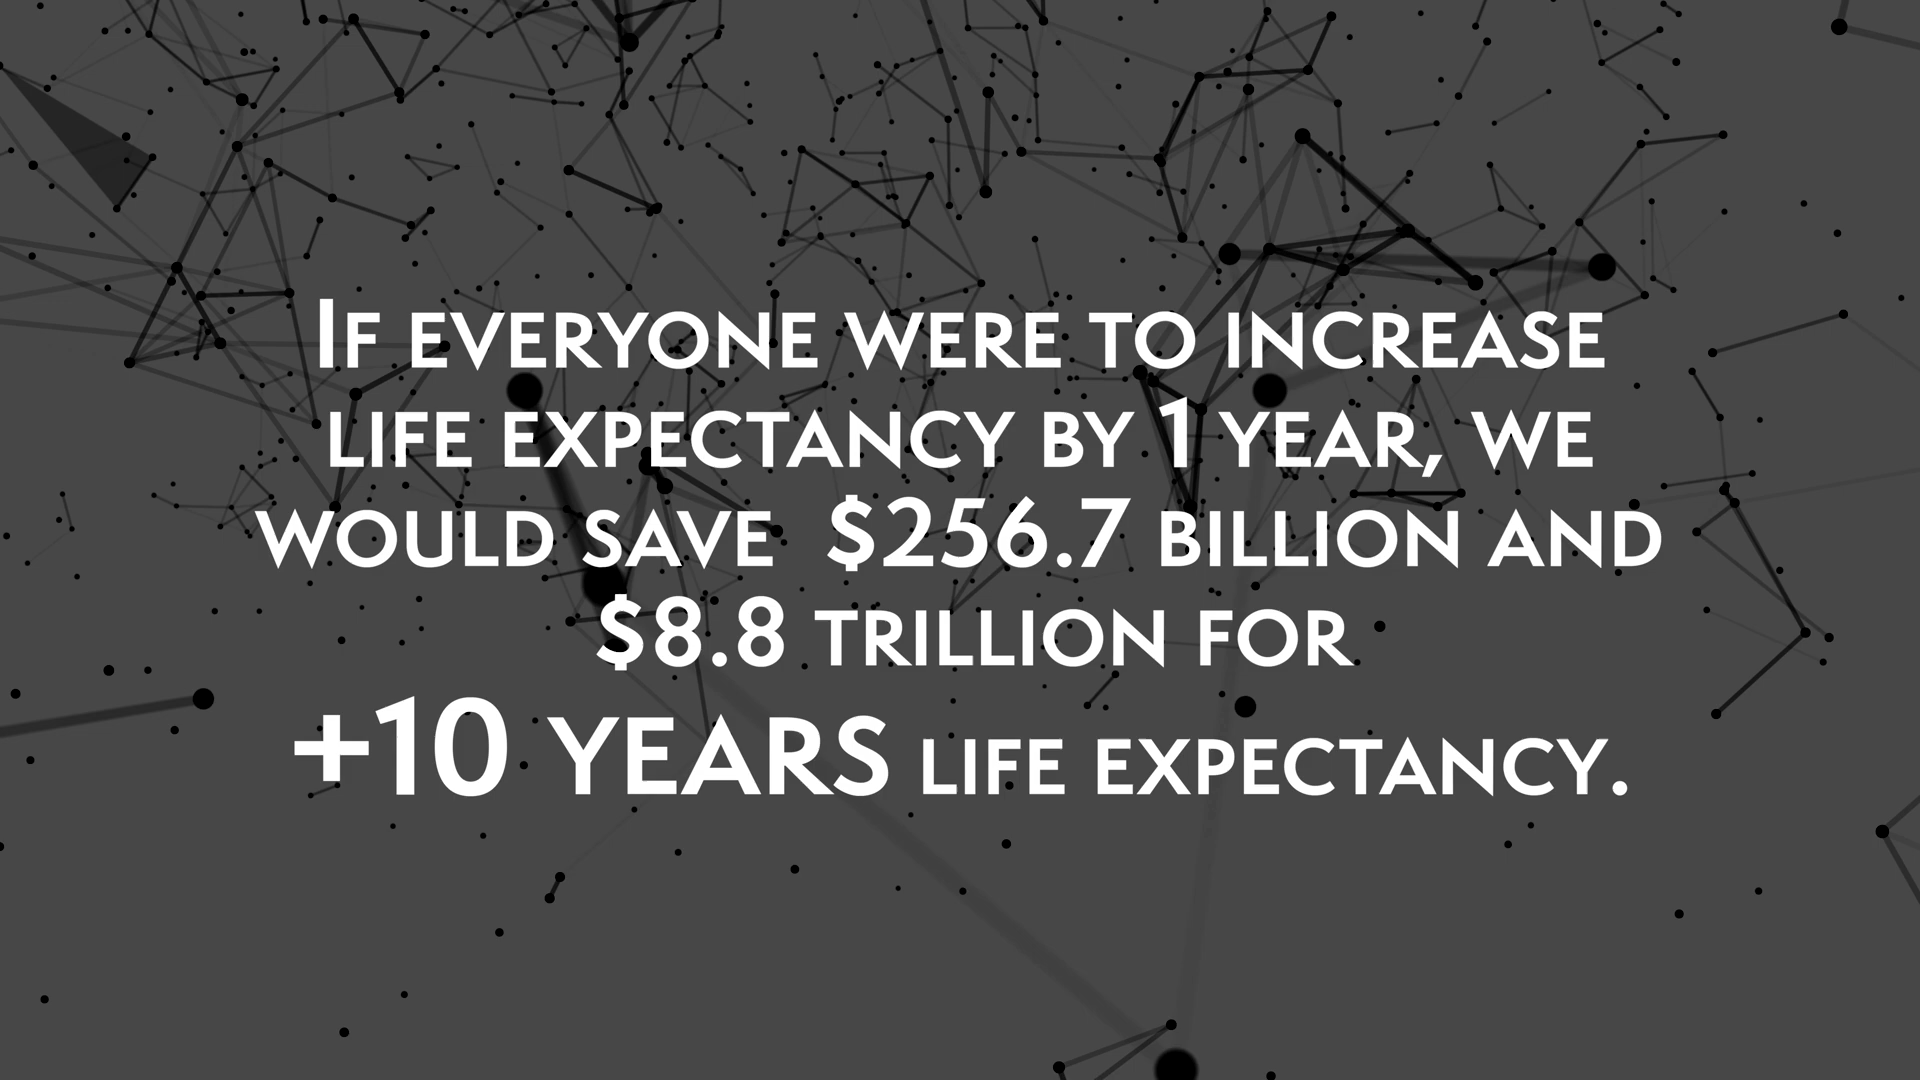 If everyone were to increase
life expectancy by 1 year, we
would save $256.7 billion and
$8.8 trillion for
+10 years life expectancy.